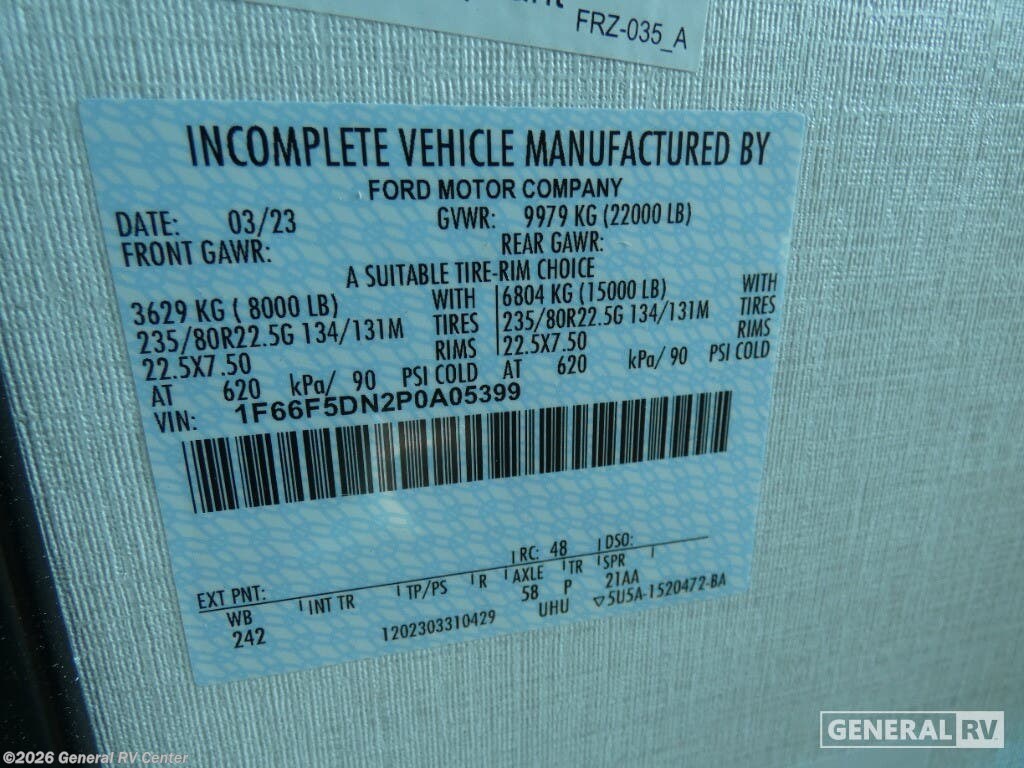 FRZ-035_A
INCOMPLETE VEHICLE MANUFACTURED BY
FORD MOTOR COMPANY
DATE: 03/23 GVWR: 9979 KG (22000 LB)
FRONT GAWR: REAR GAWR:
A SUITABLE TIRE-RIM CHOICE
3629 KG ( 8000 LB) WITH 6804 KG (15000 LB) WITH
235/80R22.5G 134/131M TIRES 235/80R22.5G 134/131M TIRES
22.5X7.50 RIMS 22.5X7.50 RIMS
AT 620 kPa/ 90 PSI COLD AT 620 kPa/ 90 PSI COLD
VIN: 1F66F5DN2P0A05399
EXT PNT: RC: 48 DSO:
WB INT TR TP/PS R AXLE TR SPR
242 58 P 21AA
1202303310429 UHU ▽5U5A-1520472-BA
GENERAL RV
©2026 General RV Center